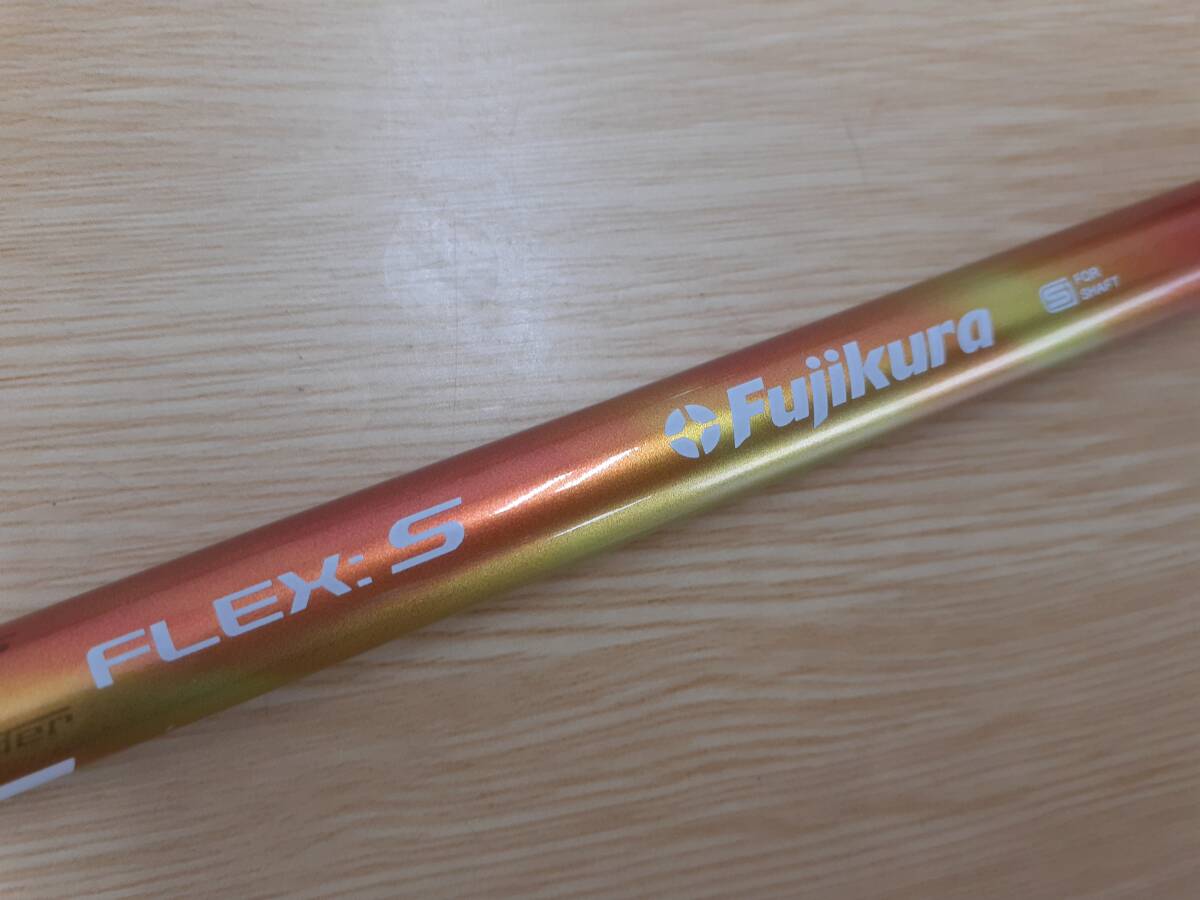 FLEX: S
Fujikura
S FOR
SHAFT